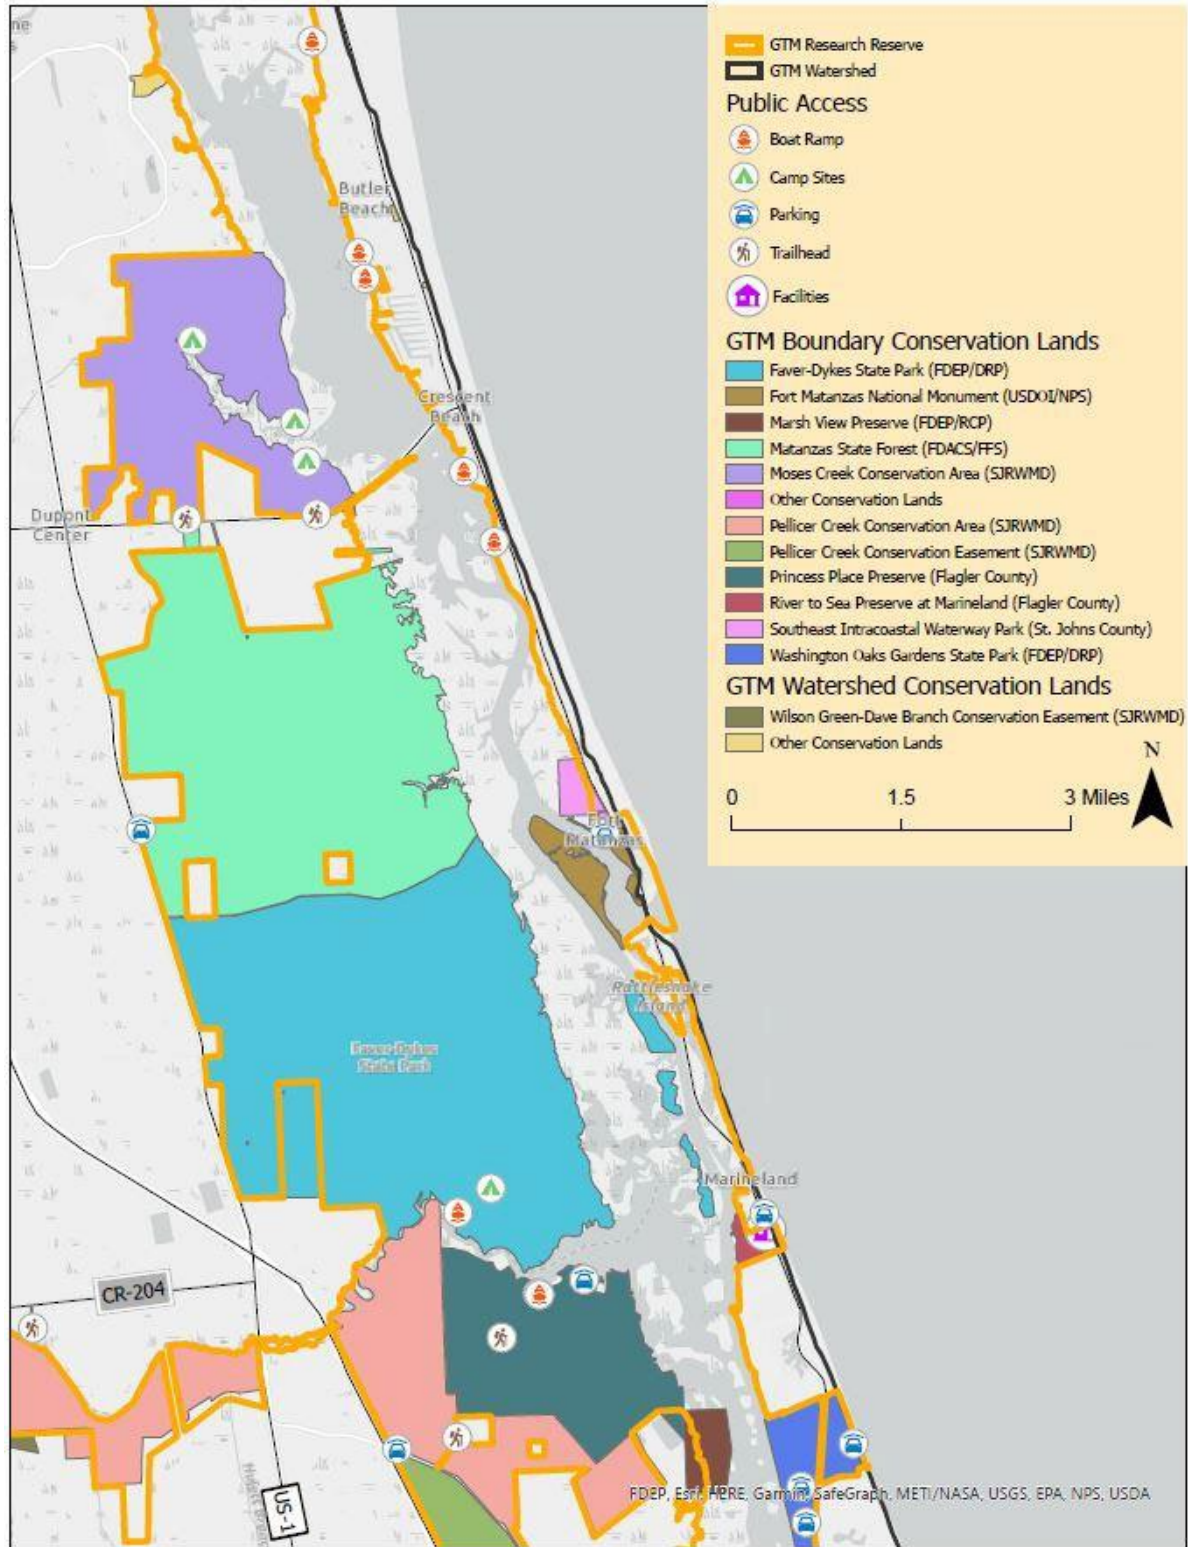 ne
s
Butler
Beach
Crescent
Beach
Dupont
Center
Fort
Matanzas
Rattlesnake
Island
Faver-Dykes
State Park
Marineland
CR-204
US-1
GTM Research Reserve
GTM Watershed
Public Access
Boat Ramp
Camp Sites
Parking
Trailhead
Facilities
GTM Boundary Conservation Lands
Faver-Dykes State Park (FDEP/DRP)
Fort Matanzas National Monument (USDOI/NPS)
Marsh View Preserve (FDEP/RCP)
Matanzas State Forest (FDACS/FFS)
Moses Creek Conservation Area (SJRWMD)
Other Conservation Lands
Pellicer Creek Conservation Area (SJRWMD)
Pellicer Creek Conservation Easement (SJRWMD)
Princess Place Preserve (Flagler County)
River to Sea Preserve at Marineland (Flagler County)
Southeast Intracoastal Waterway Park (St. Johns County)
Washington Oaks Gardens State Park (FDEP/DRP)
GTM Watershed Conservation Lands
Wilson Green-Dave Branch Conservation Easement (SJRWMD)
Other Conservation Lands
N
0 1.5 3 Miles
FDEP, Esri, HERE, Garmin, SafeGraph, METI/NASA, USGS, EPA, NPS, USDA